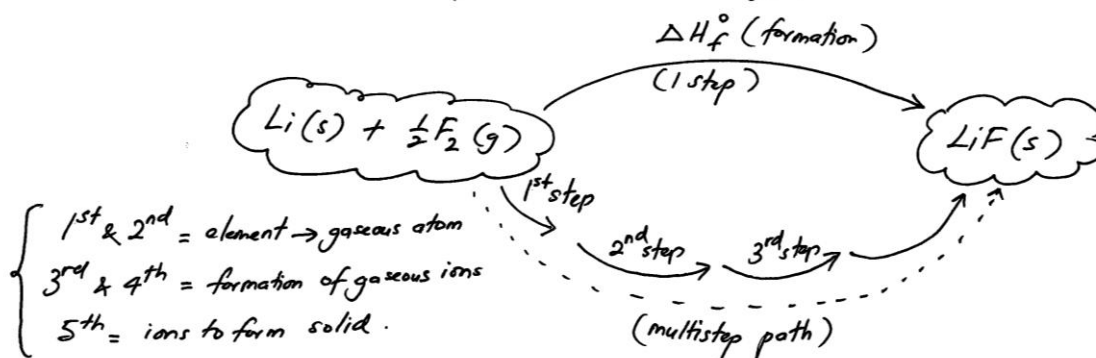 ΔH°f (formation)
(1 step)
Li(s) + ½F₂(g)
LiF(s)
1st step
2nd step
3rd step
(multistep path)
1st & 2nd = element → gaseous atom
3rd & 4th = formation of gaseous ions
5th = ions to form solid.